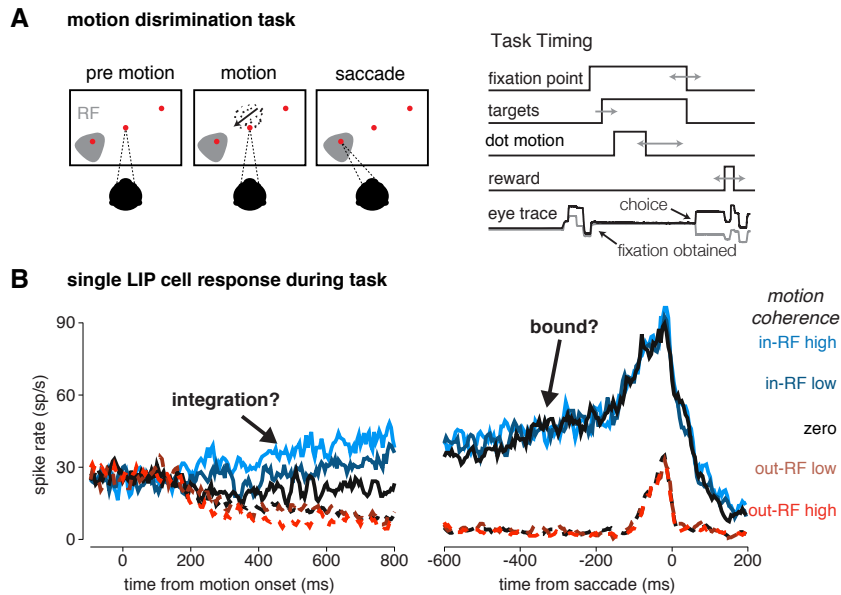 A
motion disrimination task
pre motion
motion
saccade
RF
Task Timing
fixation point
targets
dot motion
reward
eye trace
choice
fixation obtained
B
single LIP cell response during task
90
60
30
0
spike rate (sp/s)
integration?
0
200
400
600
800
time from motion onset (ms)
bound?
-600
-400
-200
0
200
time from saccade (ms)
motion
coherence
in-RF high
in-RF low
zero
out-RF low
out-RF high